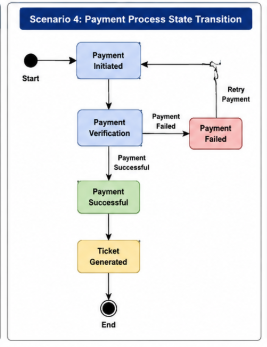 Scenario 4: Payment Process State Transition
Start
Payment
Initiated
Retry
Payment
Payment
Verification
Payment
Failed
Payment
Failed
Payment
Successful
Payment
Successful
Ticket
Generated
End